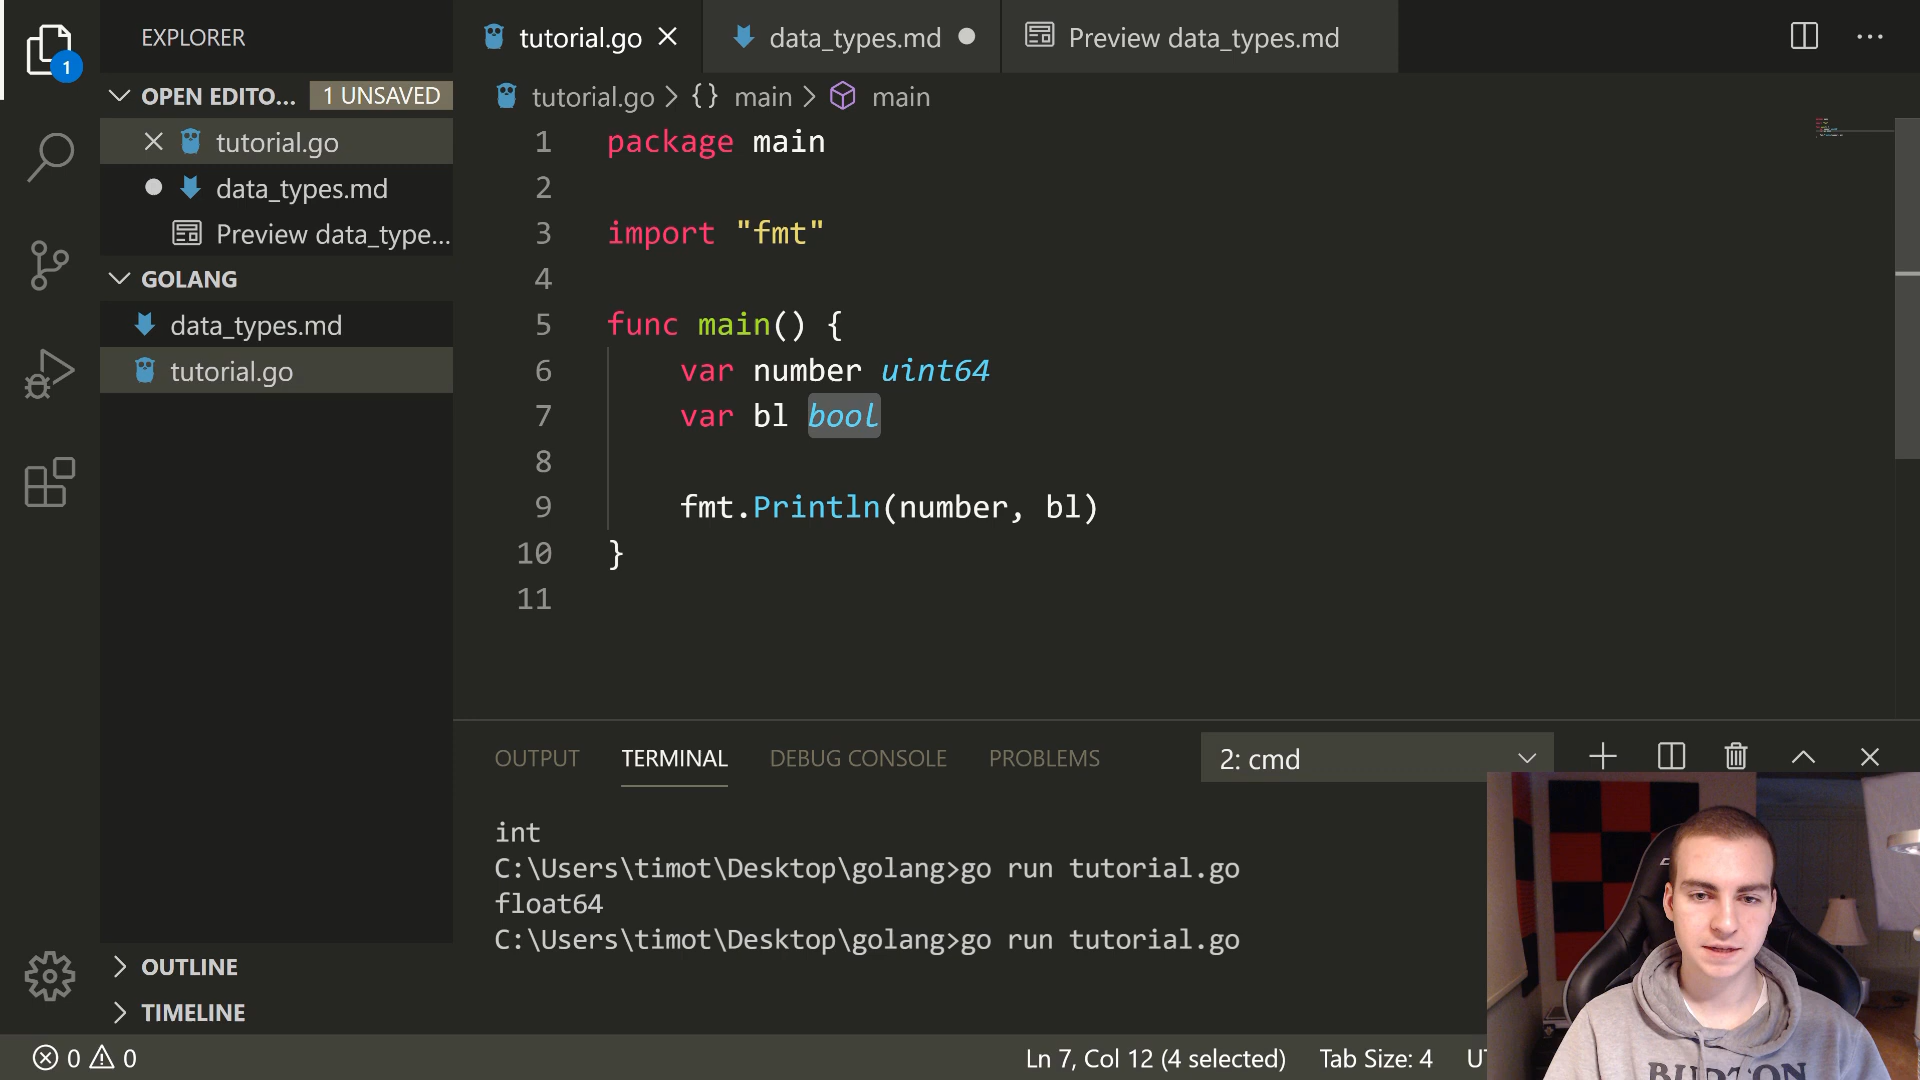 EXPLORER
tutorial.go
data_types.md
Preview data_types.md
1
OPEN EDITO... 1 UNSAVED
tutorial.go
data_types.md
Preview data_type...
GOLANG
data_types.md
tutorial.go
OUTLINE
TIMELINE
tutorial.go > {} main > main
1 package main
2
3 import "fmt"
4
5 func main() {
6 var number uint64
7 var bl bool
8
9 fmt.Println(number, bl)
10 }
11
OUTPUT TERMINAL DEBUG CONSOLE PROBLEMS 2: cmd
int
C:\Users\timot\Desktop\golang>go run tutorial.go
float64
C:\Users\timot\Desktop\golang>go run tutorial.go
0 0 Ln 7, Col 12 (4 selected) Tab Size: 4